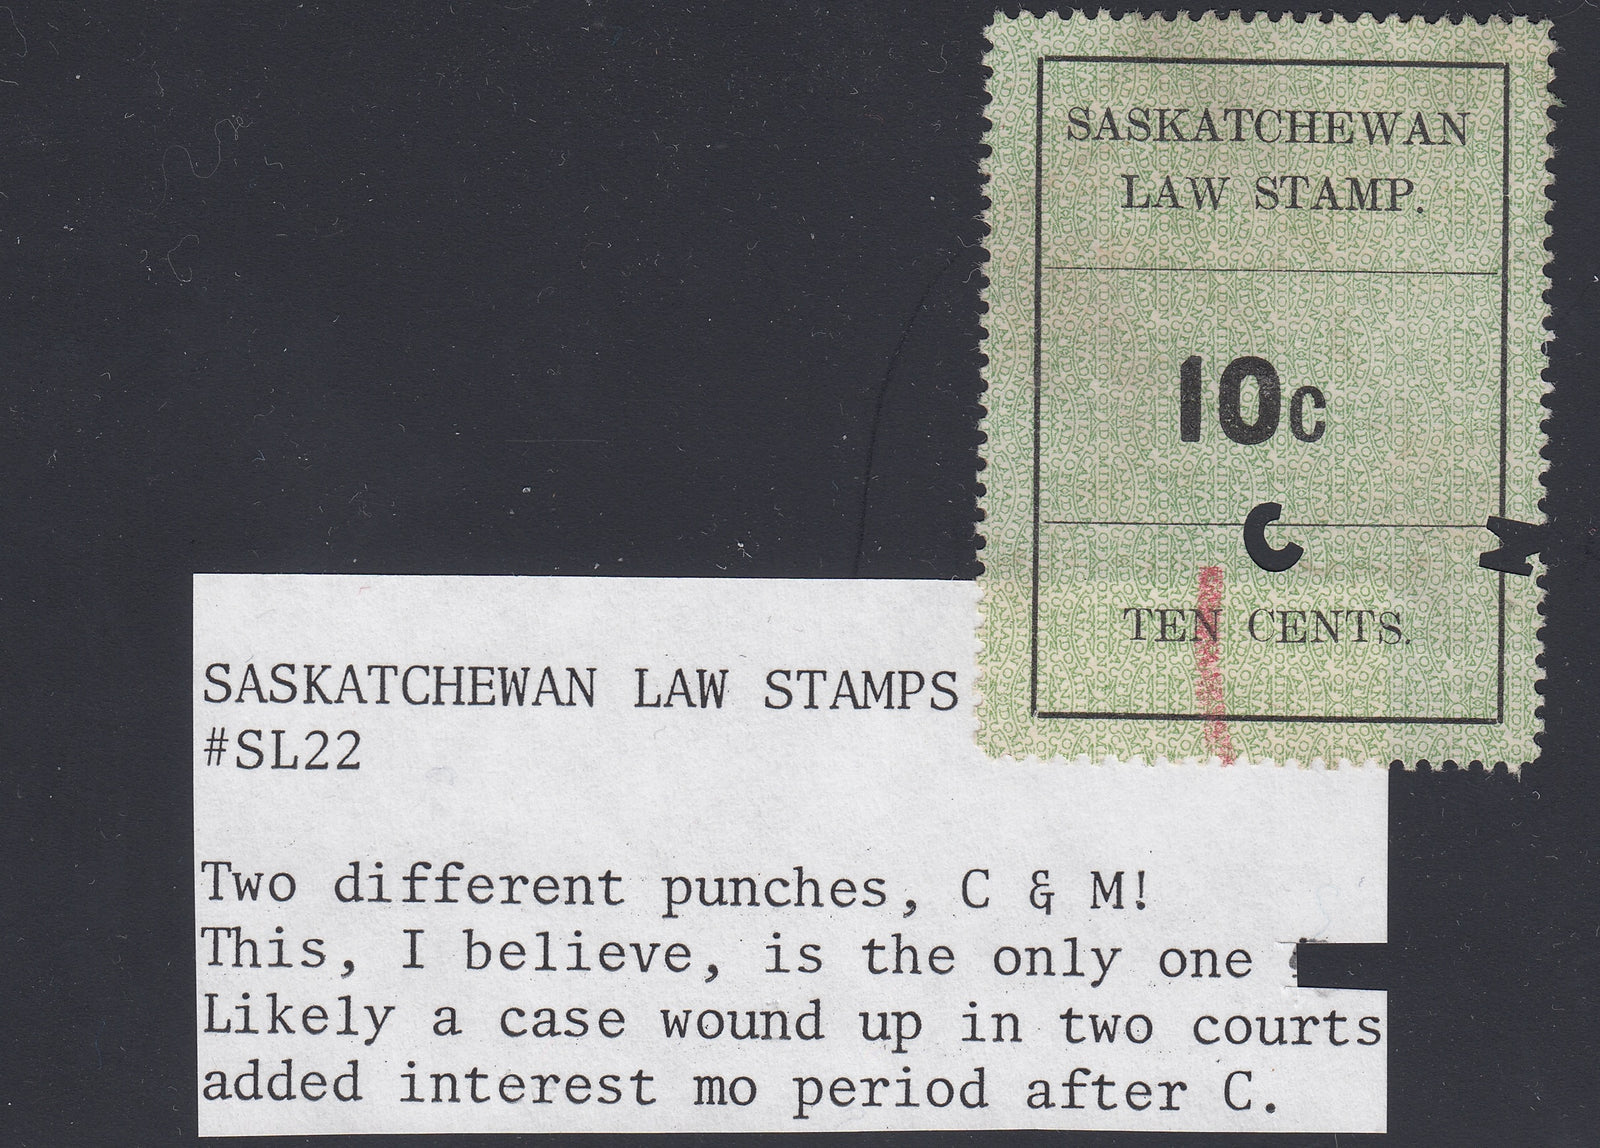 SASKATCHEWAN
LAW STAMP.
10c
C M
TEN CENTS.
SASKATCHEWAN LAW STAMPS
#SL22
Two different punches, C & M!
This, I believe, is the only one
Likely a case wound up in two courts
added interest mo period after C.